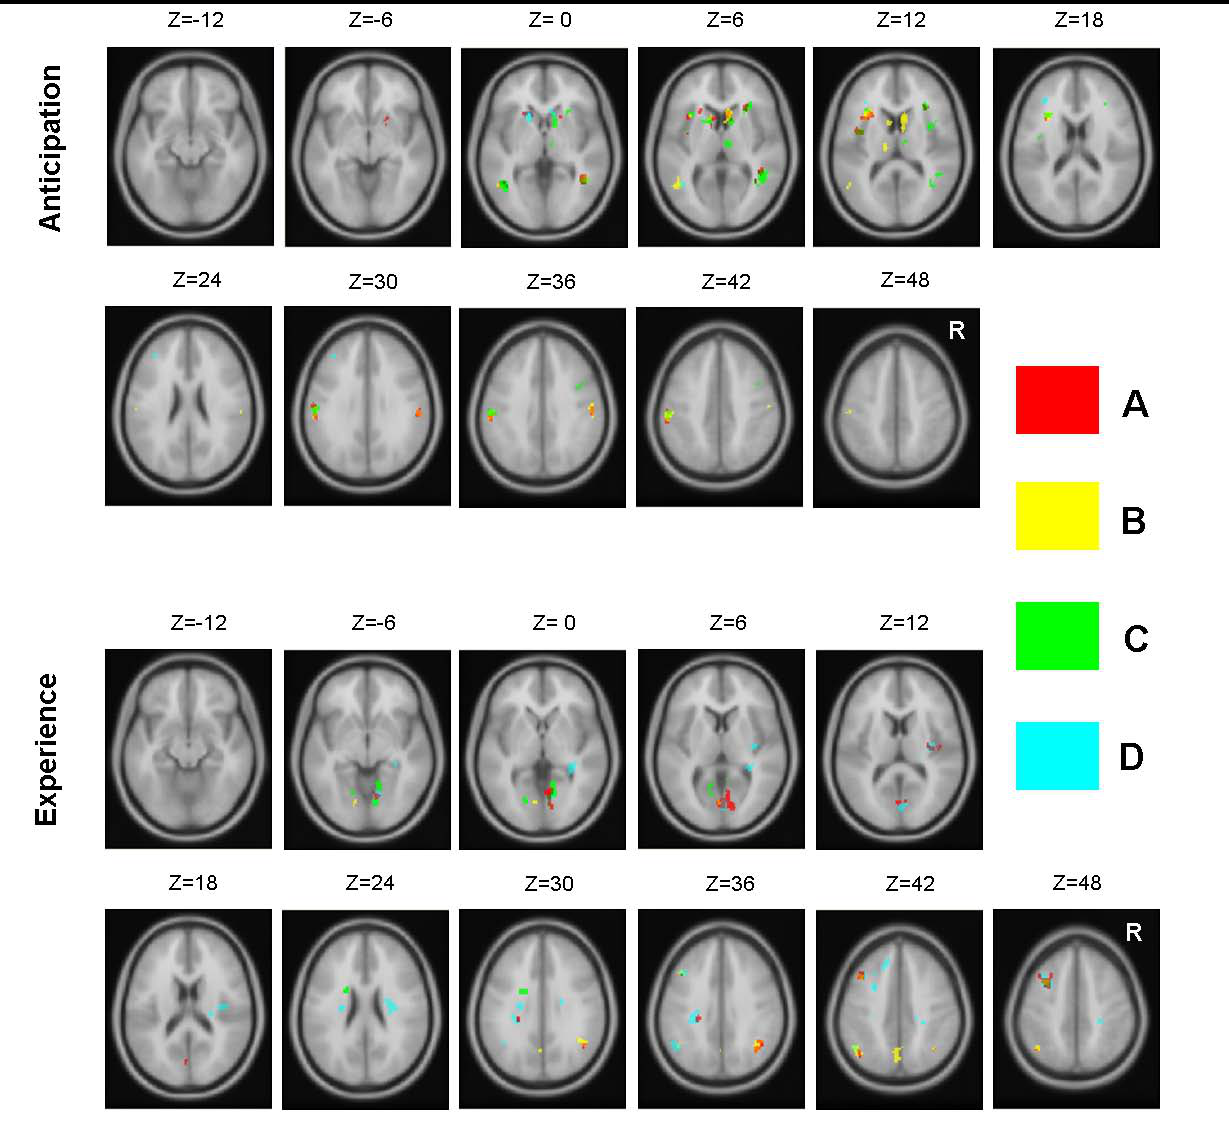 Anticipation
Z=-12 Z=-6 Z= 0 Z=6 Z=12 Z=18
Z=24 Z=30 Z=36 Z=42 Z=48
R
A
B
C
D
Experience
Z=-12 Z=-6 Z= 0 Z=6 Z=12
Z=18 Z=24 Z=30 Z=36 Z=42 Z=48
R